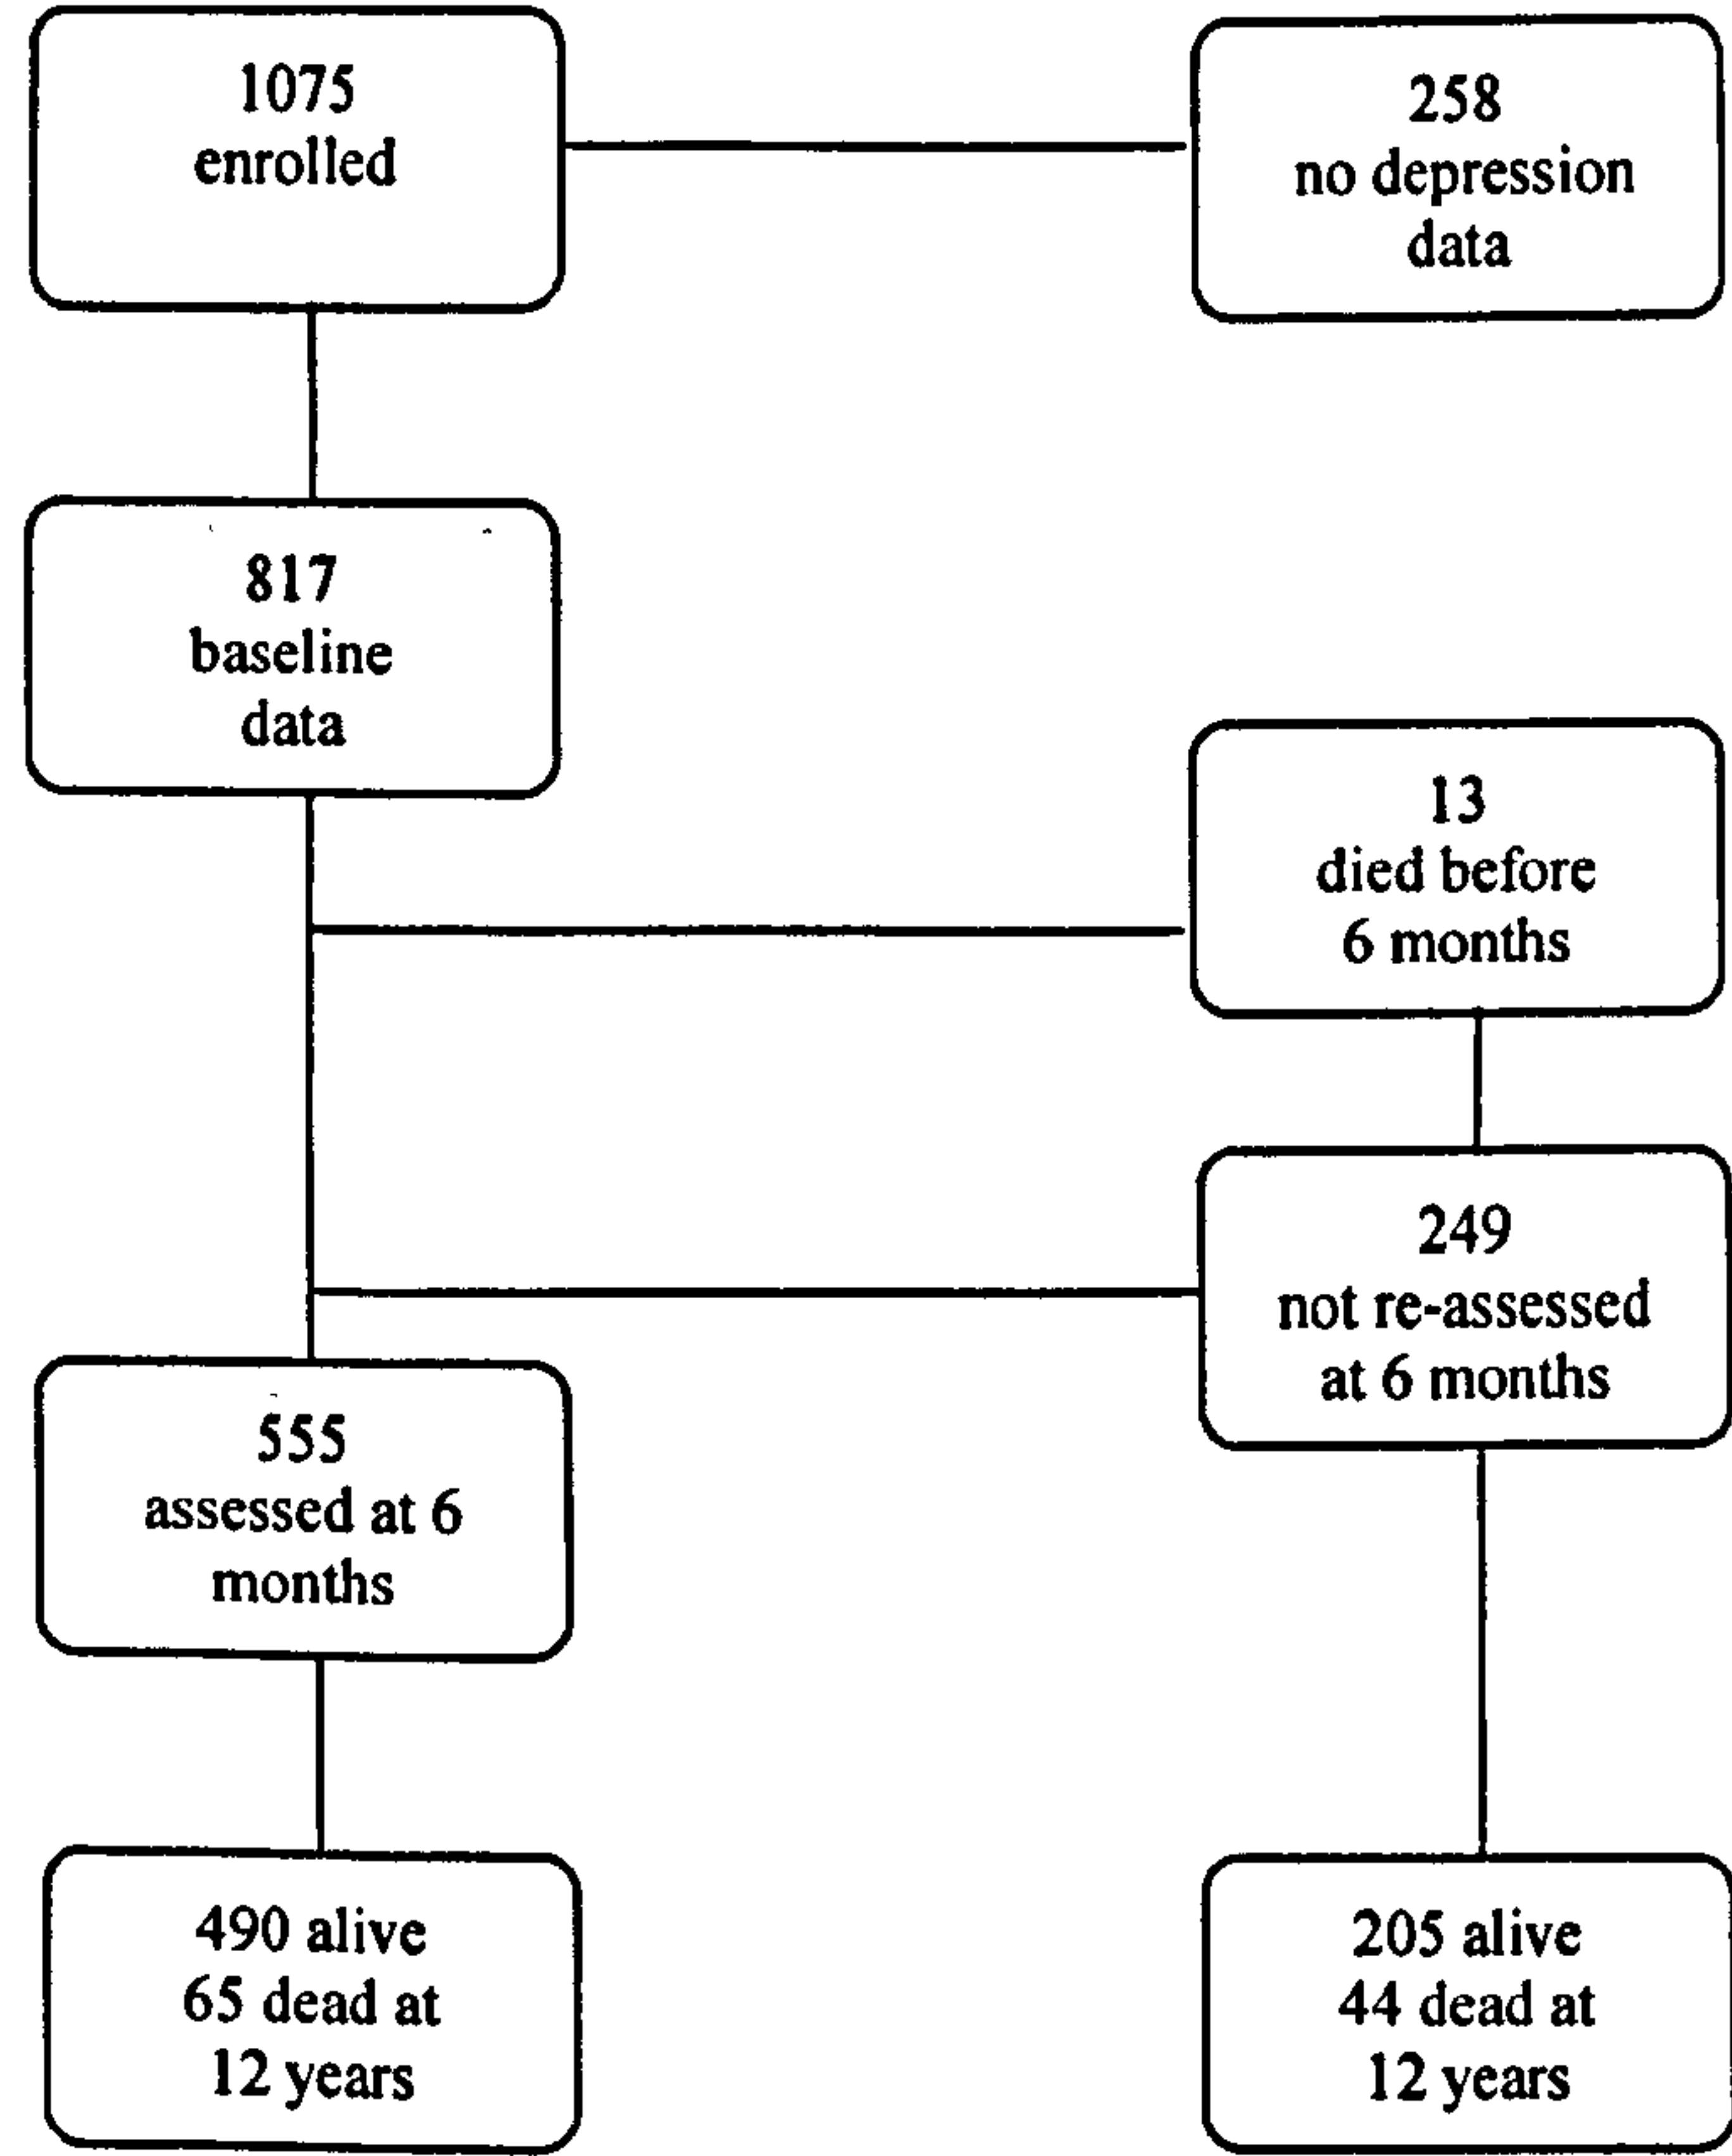 1075
enrolled
258
no depression
data
817
baseline
data
13
died before
6 months
249
not re-assessed
at 6 months
555
assessed at 6
months
490 alive
65 dead at
12 years
205 alive
44 dead at
12 years